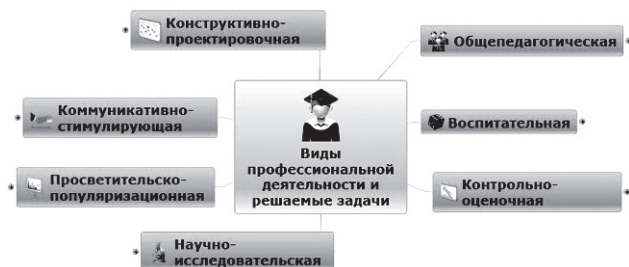 Конструктивно-
проектировочная
Общепедагогическая
Коммуникативно-
стимулирующая
Воспитательная
Виды
профессиональной
деятельности и
решаемые задачи
Просветительско-
популяризационная
Контрольно-
оценочная
Научно-
исследовательская